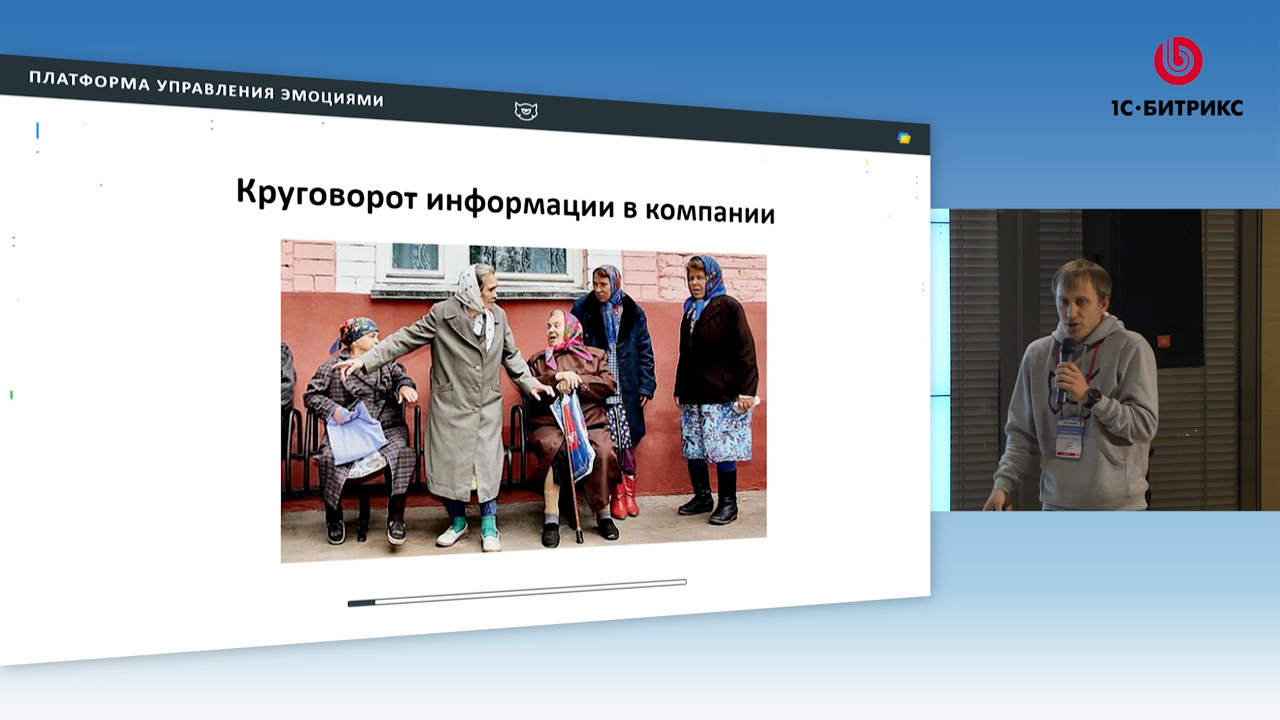 ПЛАТФОРМА УПРАВЛЕНИЯ ЭМОЦИЯМИ
1С·БИТРИКС
Круговорот информации в компании